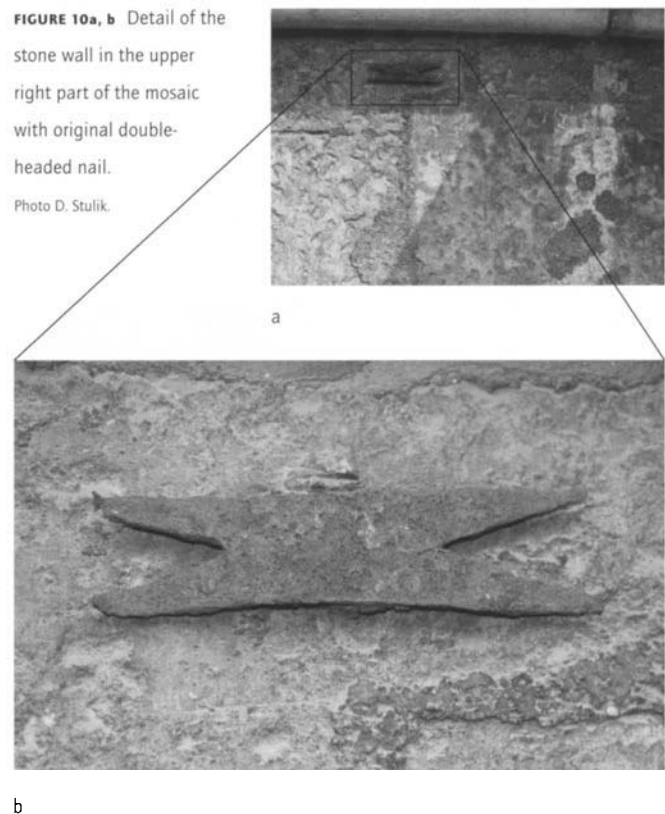 FIGURE 10a, b Detail of the
stone wall in the upper
right part of the mosaic
with original double-
headed nail.
Photo D. Stulik.
a
b